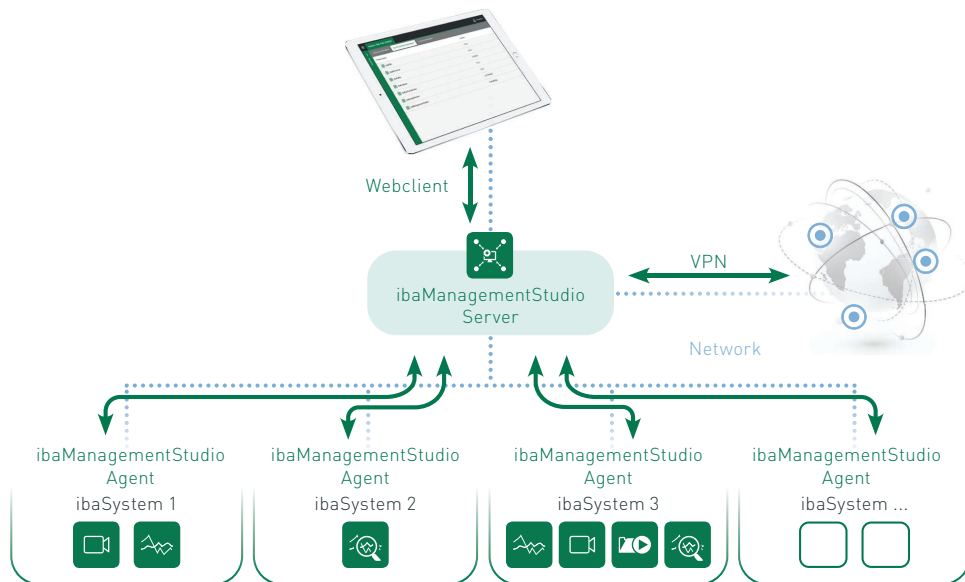 Webclient
VPN
ibaManagementStudio
Server
Network
ibaManagementStudio
Agent
ibaSystem 1
ibaManagementStudio
Agent
ibaSystem 2
ibaManagementStudio
Agent
ibaSystem 3
ibaManagementStudio
Agent
ibaSystem ...